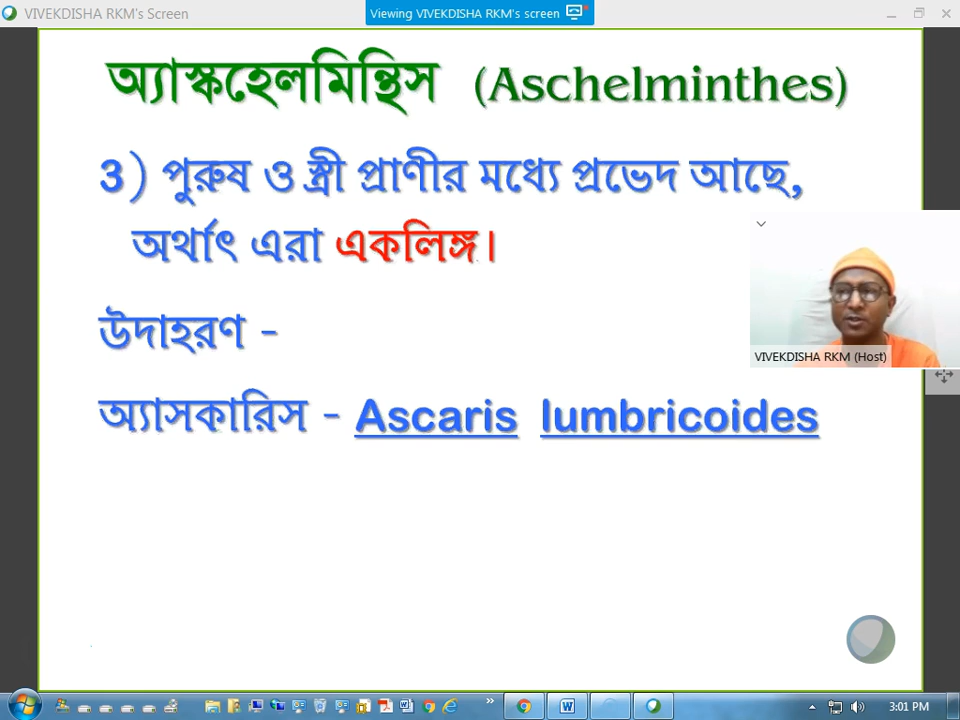 VIVEKDISHA RKM's Screen
Viewing VIVEKDISHA RKM's screen
অ্যাস্কহেলমিন্থিস (Aschelminthes)
3) পুরুষ ও স্ত্রী প্রাণীর মধ্যে প্রভেদ আছে,
অর্থাৎ এরা একলিঙ্গ।
VIVEKDISHA RKM (Host)
উদাহরণ -
অ্যাসকারিস - Ascaris lumbricoides
3:01 PM